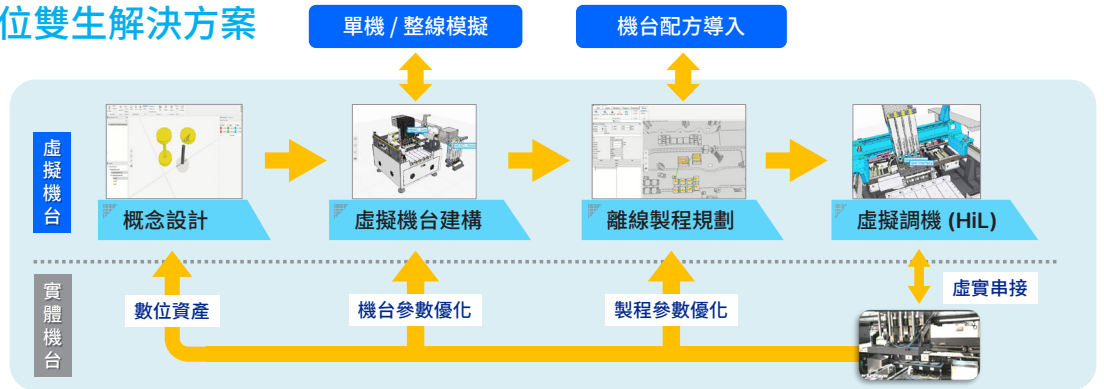 位雙生解決方案
單機 / 整線模擬
機台配方導入
虛擬機台
概念設計
虛擬機台建構
離線製程規劃
虛擬調機 (HiL)
實體機台
數位資產
機台參數優化
製程參數優化
虛實串接